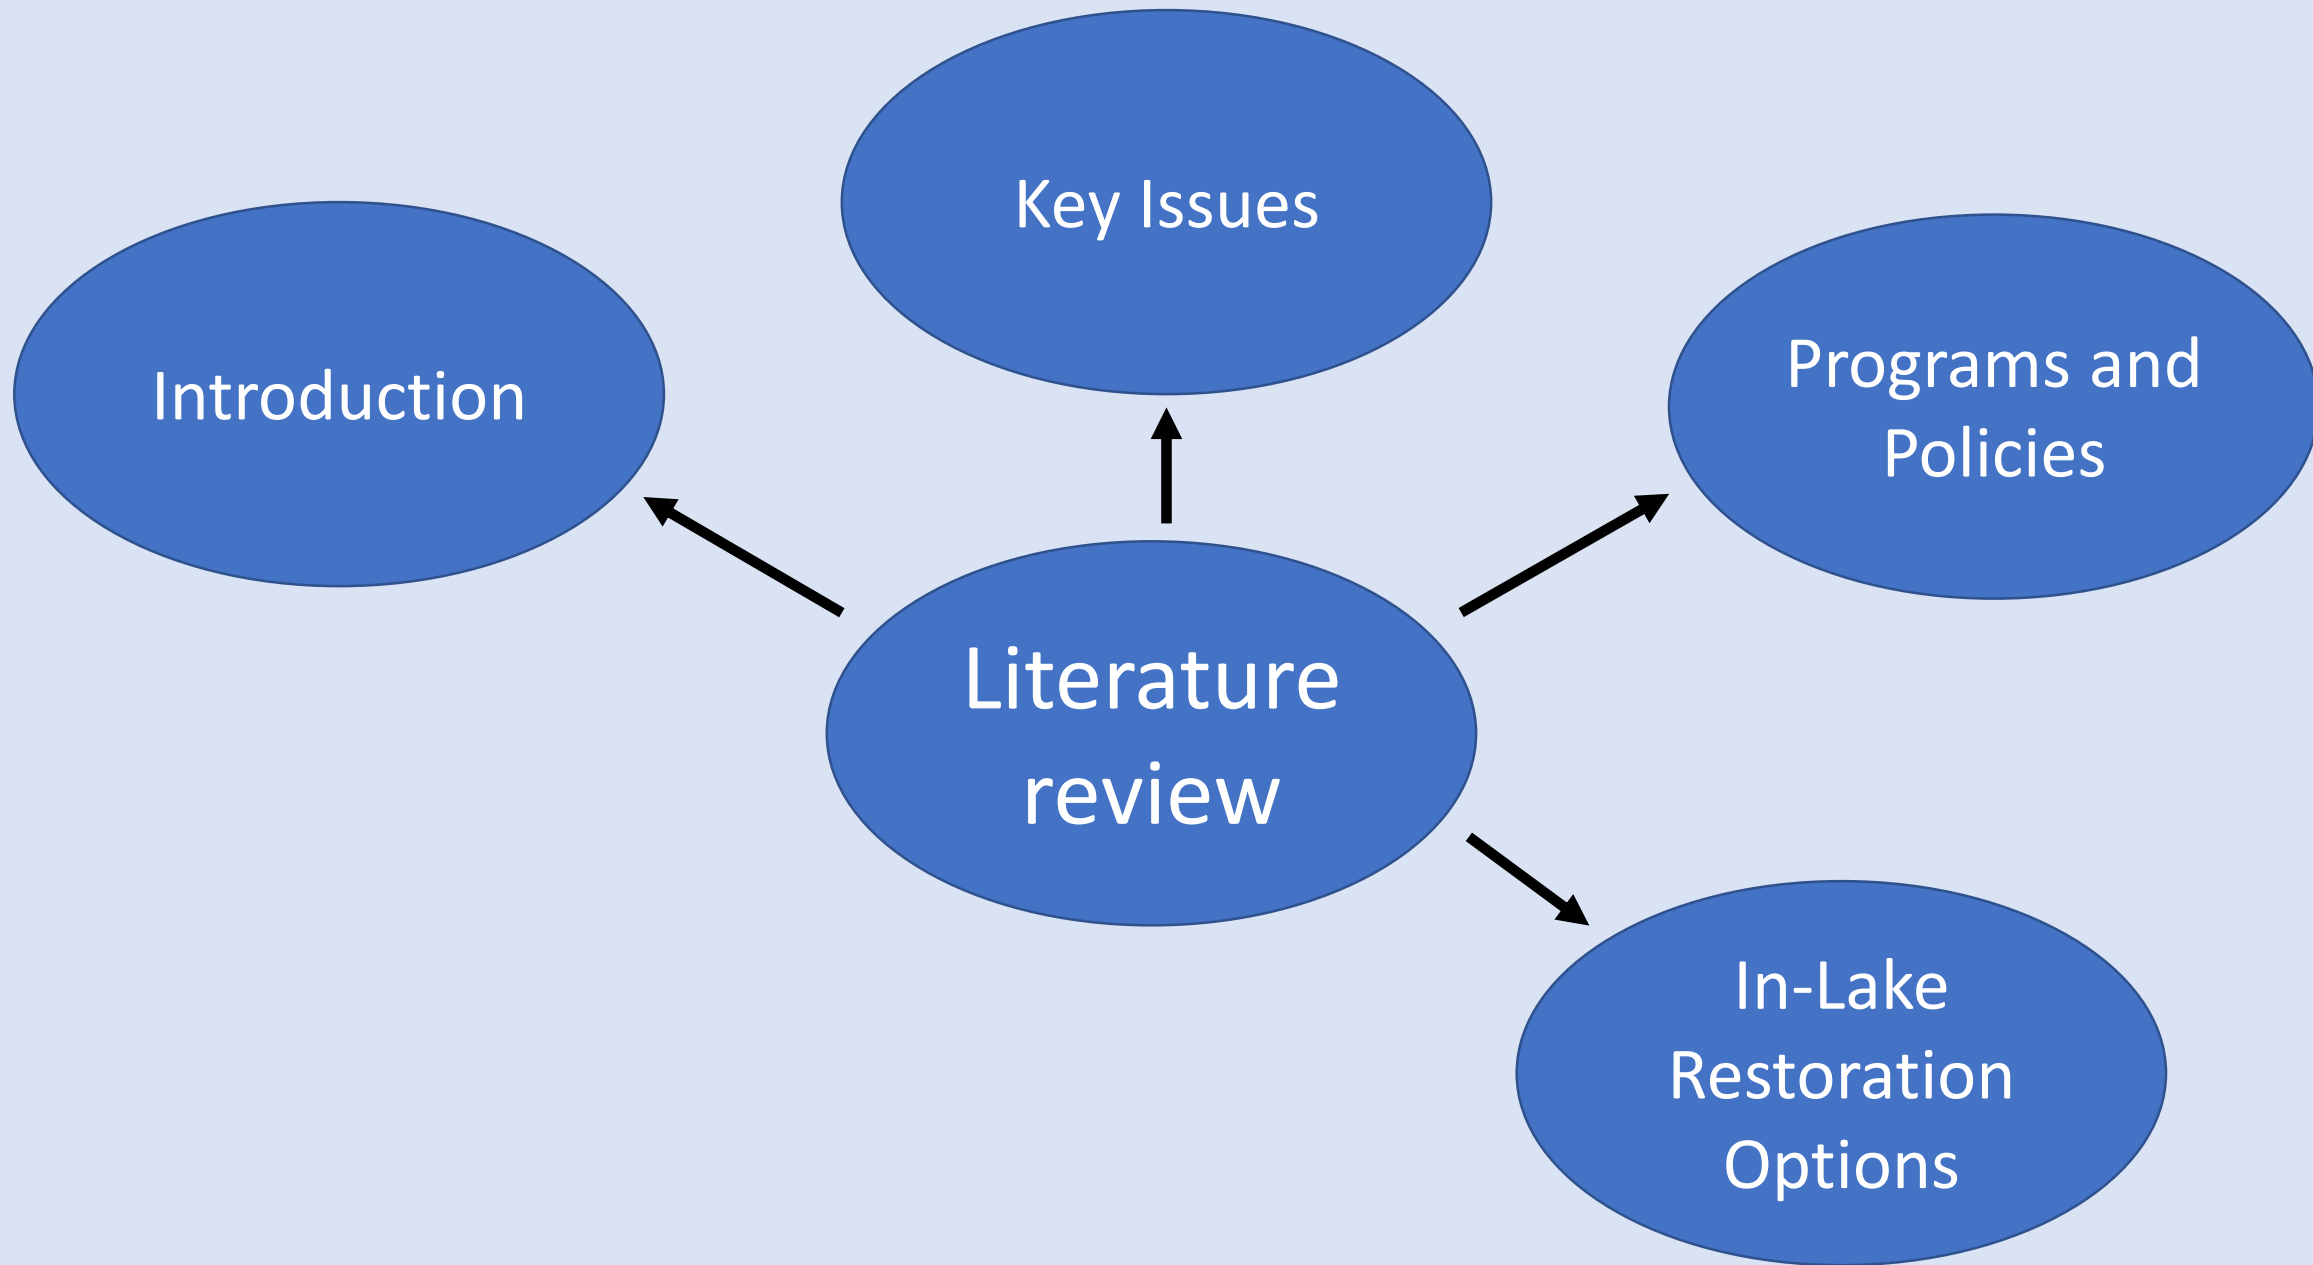 Key Issues
Introduction
Programs and
Policies
Literature
review
In-Lake
Restoration
Options